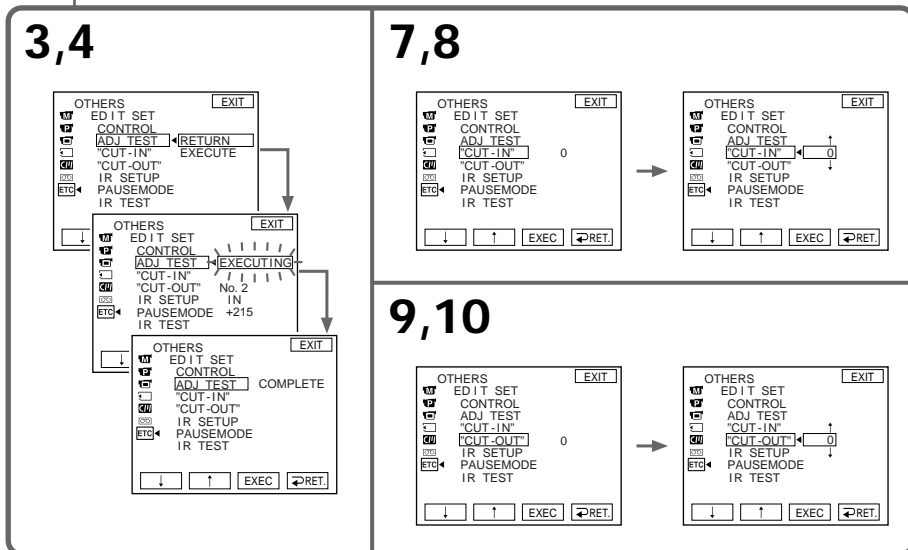 3,4
OTHERS EXIT
EDIT SET
CONTROL
ADJ TEST RETURN
"CUT-IN" EXECUTE
"CUT-OUT"
IR SETUP
ETC PAUSEMODE
IR TEST
↓
OTHERS EXIT
EDIT SET
CONTROL
ADJ TEST EXECUTING
"CUT-IN"
"CUT-OUT" No. 2
IR SETUP IN
ETC PAUSEMODE +215
IR TEST
↓
OTHERS EXIT
EDIT SET
CONTROL
ADJ TEST COMPLETE
"CUT-IN"
"CUT-OUT"
IR SETUP
ETC PAUSEMODE
IR TEST
↓ ↑ EXEC RET.
7,8
OTHERS EXIT
EDIT SET
CONTROL
ADJ TEST
"CUT-IN" 0
"CUT-OUT"
IR SETUP
ETC PAUSEMODE
IR TEST
↓ ↑ EXEC RET.
OTHERS EXIT
EDIT SET
CONTROL
ADJ TEST ↑
"CUT-IN" 0
"CUT-OUT" ↓
IR SETUP
ETC PAUSEMODE
IR TEST
↓ ↑ EXEC RET.
9,10
OTHERS EXIT
EDIT SET
CONTROL
ADJ TEST
"CUT-IN"
"CUT-OUT" 0
IR SETUP
ETC PAUSEMODE
IR TEST
↓ ↑ EXEC RET.
OTHERS EXIT
EDIT SET
CONTROL
ADJ TEST
"CUT-IN" ↑
"CUT-OUT" 0
IR SETUP ↓
ETC PAUSEMODE
IR TEST
↓ ↑ EXEC RET.